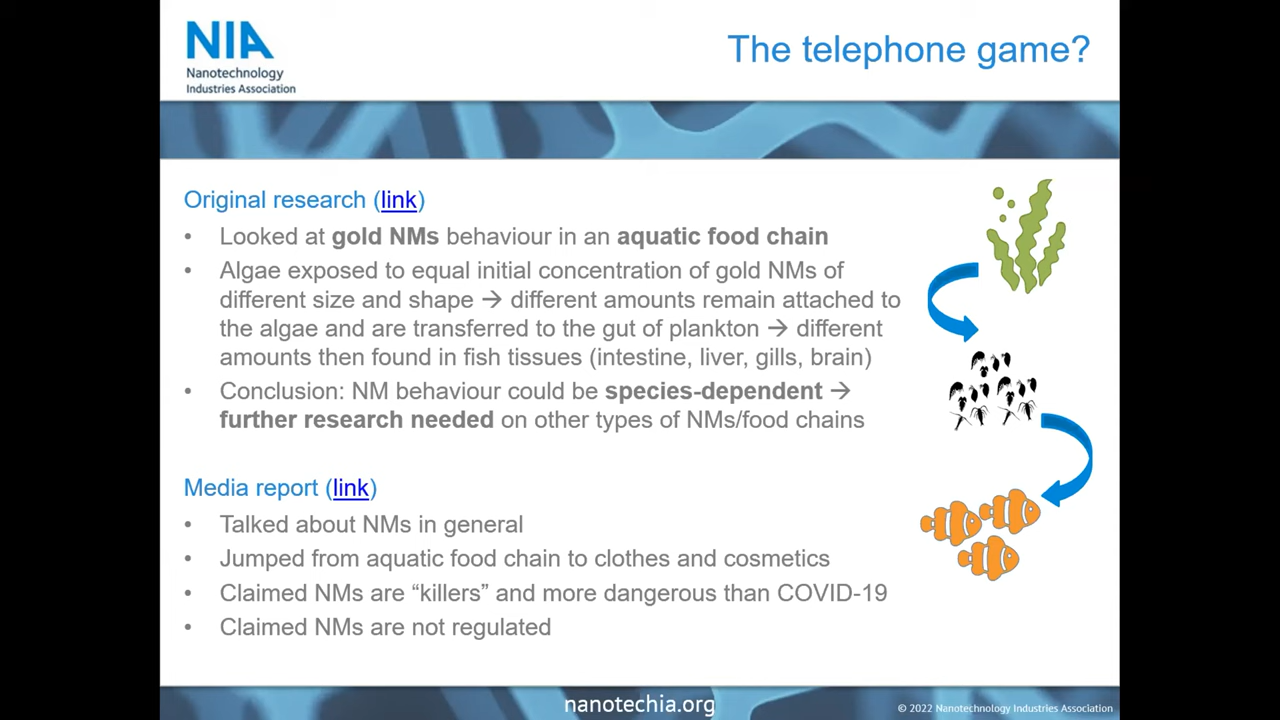 NIA
Nanotechnology
Industries Association
The telephone game?
Original research (link)
• Looked at gold NMs behaviour in an aquatic food chain
• Algae exposed to equal initial concentration of gold NMs of
different size and shape → different amounts remain attached to
the algae and are transferred to the gut of plankton → different
amounts then found in fish tissues (intestine, liver, gills, brain)
• Conclusion: NM behaviour could be species-dependent →
further research needed on other types of NMs/food chains
Media report (link)
• Talked about NMs in general
• Jumped from aquatic food chain to clothes and cosmetics
• Claimed NMs are “killers” and more dangerous than COVID-19
• Claimed NMs are not regulated
nanotechia.org
© 2022 Nanotechnology Industries Association